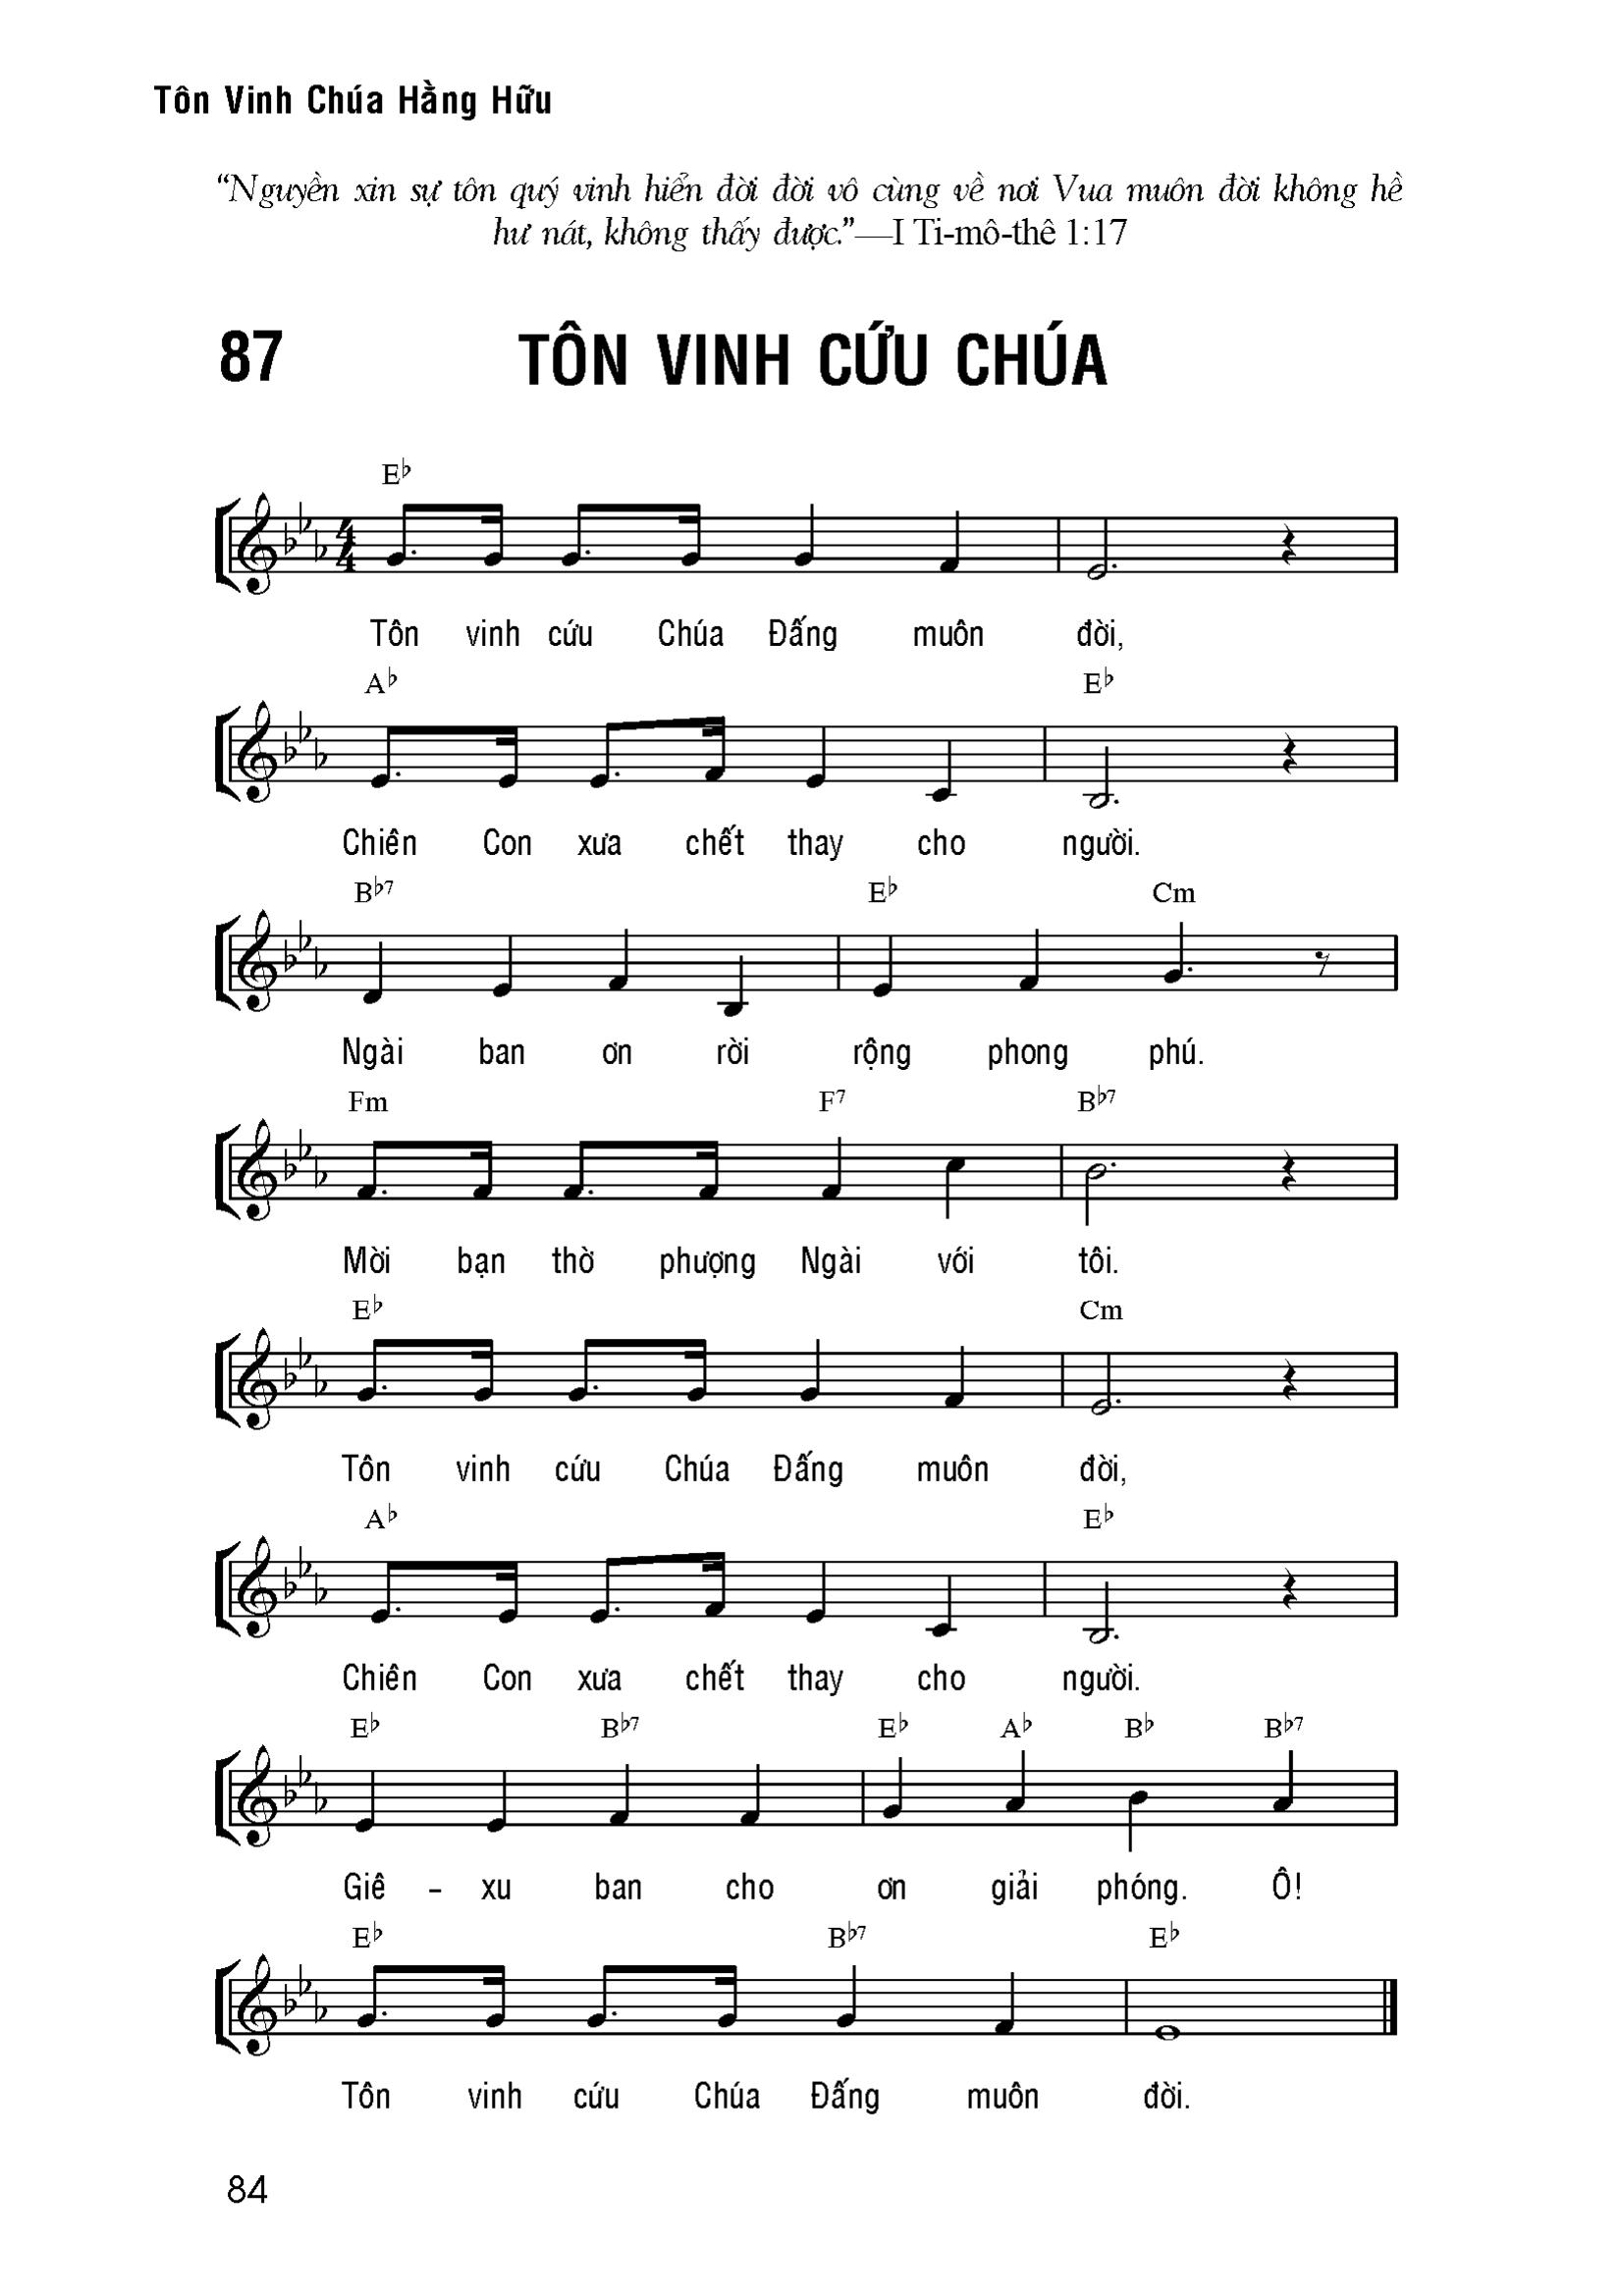 Tôn Vinh Chúa Hằng Hữu
“Nguyền xin sự tôn quý vinh hiển đời đời vô cùng về nơi Vua muôn đời không hề
hư nát, không thấy được.”—I Ti-mô-thê 1:17
87 TÔN VINH CỨU CHÚA
E♭
4/4
Tôn vinh cứu Chúa Đấng muôn đời,
A♭ E♭
Chiên Con xưa chết thay cho người.
B♭7 E♭ Cm
Ngài ban ơn rời rộng phong phú.
Fm F7 B♭7
Mời bạn thờ phượng Ngài với tôi.
E♭ Cm
Tôn vinh cứu Chúa Đấng muôn đời,
A♭ E♭
Chiên Con xưa chết thay cho người.
E♭ B♭7 E♭ A♭ B♭ B♭7
Giê - xu ban cho ơn giải phóng. Ô!
E♭ B♭7 E♭
Tôn vinh cứu Chúa Đấng muôn đời.
84